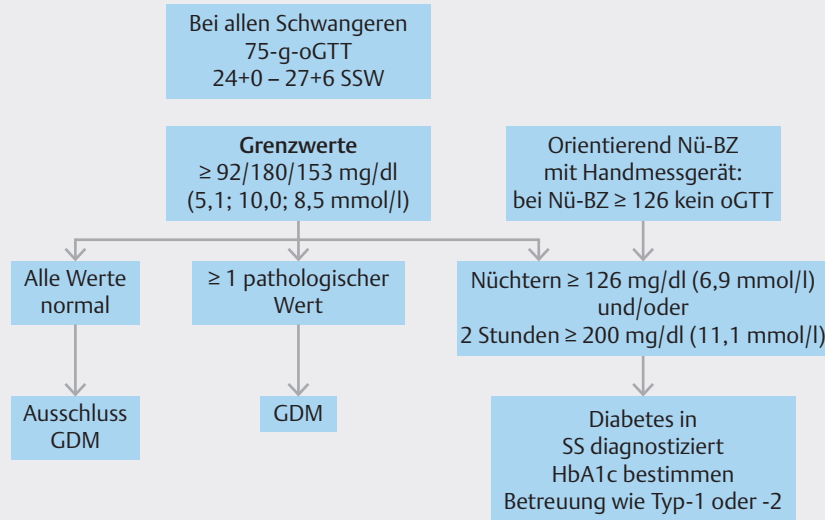 Bei allen Schwangeren
75-g-oGTT
24+0 – 27+6 SSW
Grenzwerte
≥ 92/180/153 mg/dl
(5,1; 10,0; 8,5 mmol/l)
Orientierend Nü-BZ
mit Handmessgerät:
bei Nü-BZ ≥ 126 kein oGTT
Alle Werte
normal
≥ 1 pathologischer
Wert
Nüchtern ≥ 126 mg/dl (6,9 mmol/l)
und/oder
2 Stunden ≥ 200 mg/dl (11,1 mmol/l)
Ausschluss
GDM
GDM
Diabetes in
SS diagnostiziert
HbA1c bestimmen
Betreuung wie Typ-1 oder -2